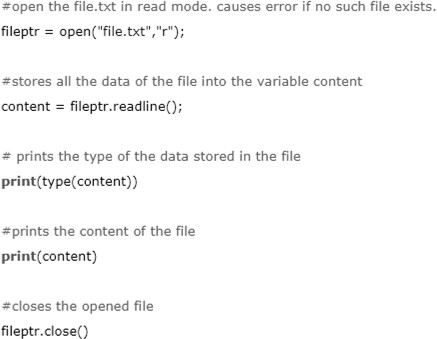 #open the file.txt in read mode. causes error if no such file exists.
fileptr = open("file.txt","r");
#stores all the data of the file into the variable content
content = fileptr.readline();
# prints the type of the data stored in the file
print(type(content))
#prints the content of the file
print(content)
#closes the opened file
fileptr.close()